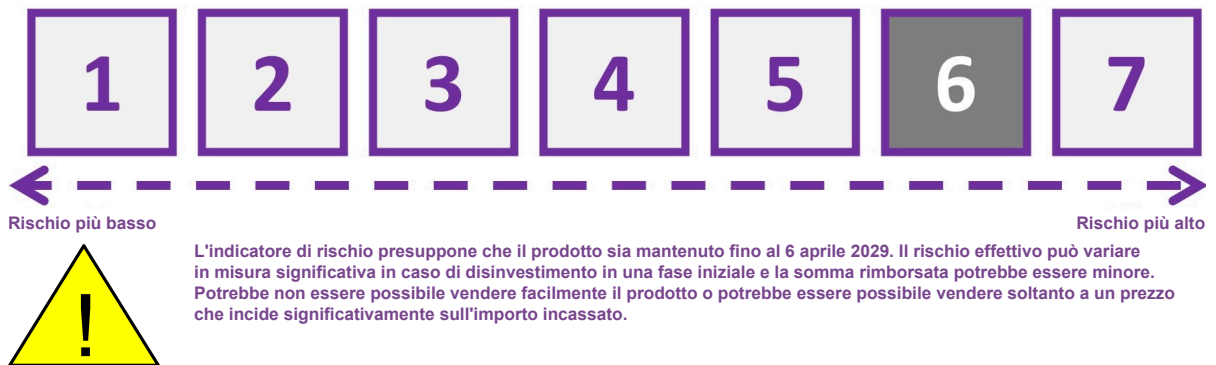 1 2 3 4 5 6 7
Rischio più basso Rischio più alto
L'indicatore di rischio presuppone che il prodotto sia mantenuto fino al 6 aprile 2029. Il rischio effettivo può variare
in misura significativa in caso di disinvestimento in una fase iniziale e la somma rimborsata potrebbe essere minore.
Potrebbe non essere possibile vendere facilmente il prodotto o potrebbe essere possibile vendere soltanto a un prezzo
che incide significativamente sull'importo incassato.
!